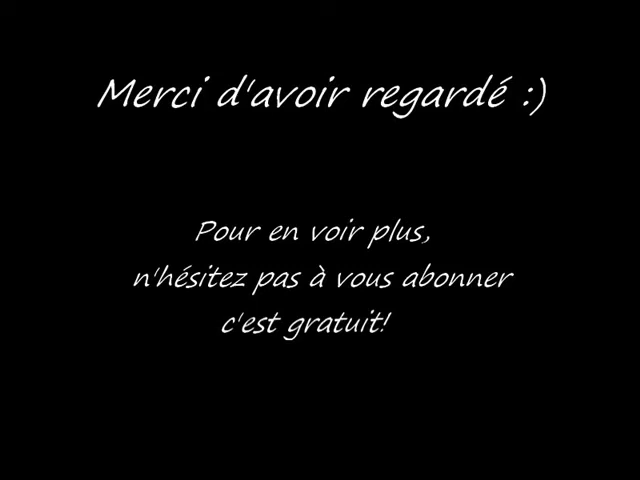 Merci d'avoir regardé :)
Pour en voir plus,
n'hésitez pas à vous abonner
c'est gratuit!